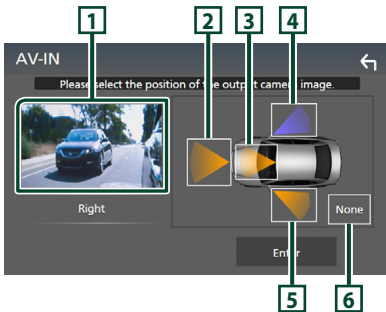 1 2 3 4
AV-IN
Please select the position of the output camera image.
Right
None
Enter
5 6